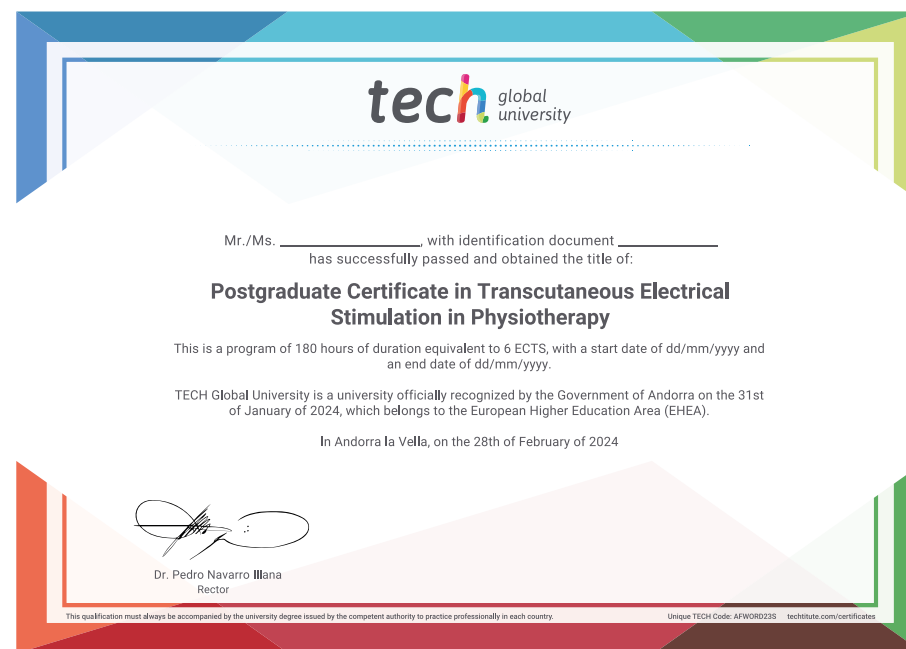 tech global university
Mr./Ms. , with identification document
has successfully passed and obtained the title of:
Postgraduate Certificate in Transcutaneous Electrical
Stimulation in Physiotherapy
This is a program of 180 hours of duration equivalent to 6 ECTS, with a start date of dd/mm/yyyy and
an end date of dd/mm/yyyy.
TECH Global University is a university officially recognized by the Government of Andorra on the 31st
of January of 2024, which belongs to the European Higher Education Area (EHEA).
In Andorra la Vella, on the 28th of February of 2024
Dr. Pedro Navarro Illana
Rector
This qualification must always be accompanied by the university degree issued by the competent authority to practice professionally in each country.
Unique TECH Code: AFWORD23S techtitute.com/certificates